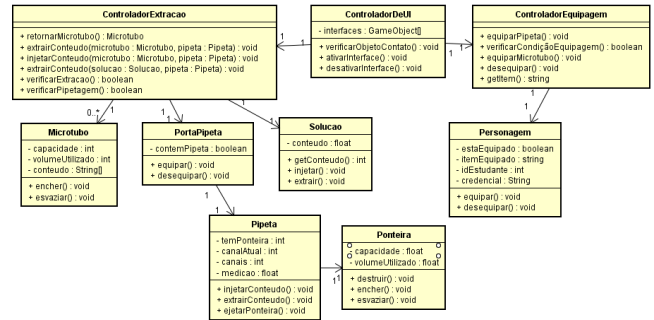 ControladorExtracao
+ retornarMicrotubo() : Microtubo
+ extrairConteudo(microtubo : Microtubo, pipeta : Pipeta) : void
+ injetarConteudo(microtubo : Microtubo, pipeta : Pipeta) : void
+ extrairConteudo(solucao : Solucao, pipeta : Pipeta) : void
+ verificarExtracao() : boolean
+ verificarPipetagem() : boolean
ControladorDeUI
- interfaces : GameObject[]
+ verificarObjetoContato() : void
+ ativarInterface() : void
+ desativarInterface() : void
ControladorEquipagem
+ equiparPipeta() : void
+ verificarCondiçãoEquipagem() : boolean
+ equiparMicrotubo() : void
+ desequipar() : void
+ getItem() : string
1
1
1
1
1
0..*
1
1
1
1
1
1
Microtubo
- capacidade : int
- volumeUtilizado : int
- conteudo : String[]
+ encher() : void
+ esvaziar() : void
PortaPipeta
- contemPipeta : boolean
+ equipar() : void
+ desequipar() : void
Solucao
- conteudo : float
+ getConteudo() : int
+ injetar() : void
+ extrair() : void
Personagem
- estaEquipado : boolean
- itemEquipado : string
- idEstudante : int
- credencial : String
+ equipar() : void
+ desequipar() : void
1
1
Pipeta
- temPonteira : int
- canalAtual : int
- canais : int
- medicao : float
+ injetarConteudo() : void
+ extrairConteudo() : void
+ ejetarPonteira() : void
1
1
Ponteira
- capacidade : float
- volumeUtilizado : float
+ destruir() : void
+ encher() : void
+ esvaziar() : void